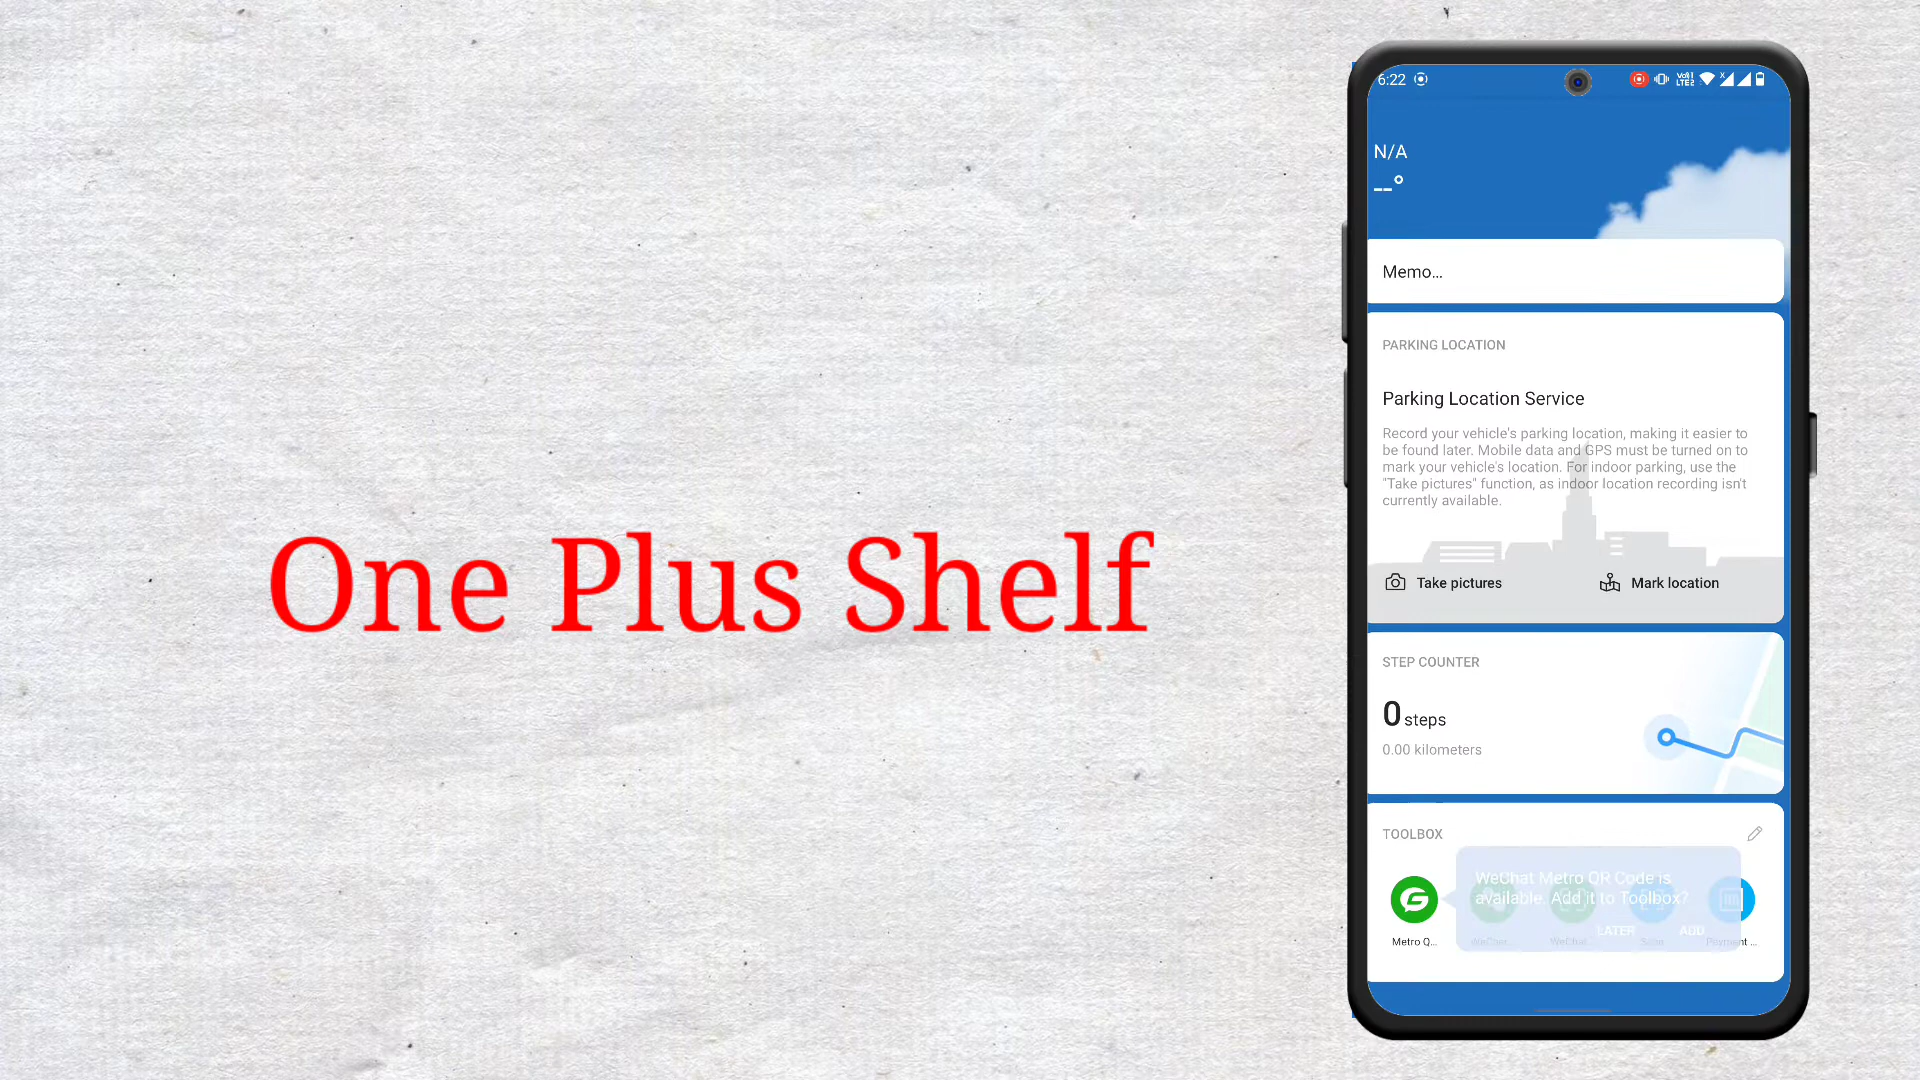 One Plus Shelf
6:22
VoLTE2
N/A
--°
Memo...
PARKING LOCATION
Parking Location Service
Record your vehicle's parking location, making it easier to
be found later. Mobile data and GPS must be turned on to
mark your vehicle's location. For indoor parking, use the
"Take pictures" function, as indoor location recording isn't
currently available.
Take pictures
Mark location
STEP COUNTER
0 steps
0.00 kilometers
TOOLBOX
WeChat Metro QR Code is
available. Add it to Toolbox?
LATER ADD
Metro Q...
WeChat...
Scan
Payment ...